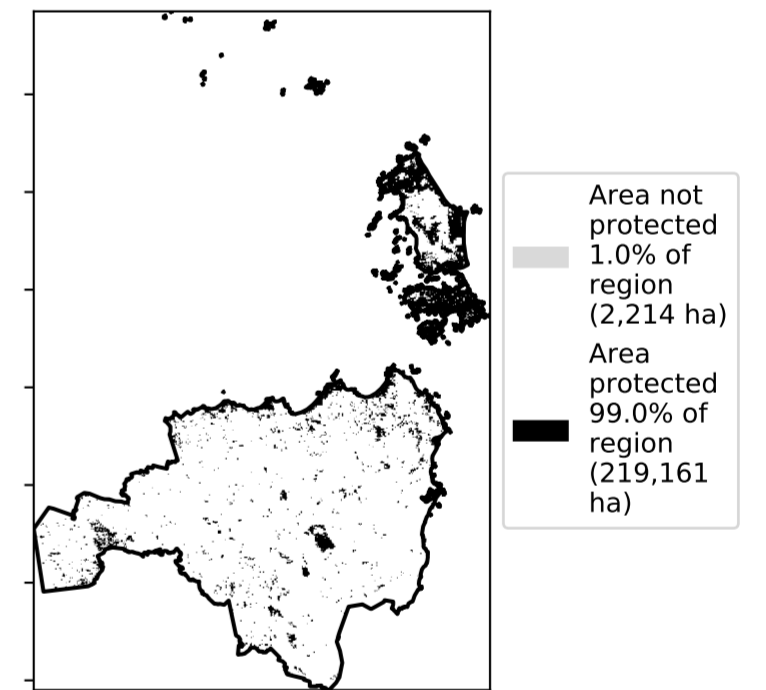 Area not
protected
1.0% of
region
(2,214 ha)
Area
protected
99.0% of
region
(219,161
ha)